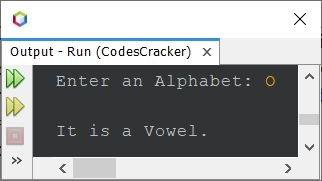 Output - Run (CodesCracker) ×
Enter an Alphabet: O
It is a Vowel.